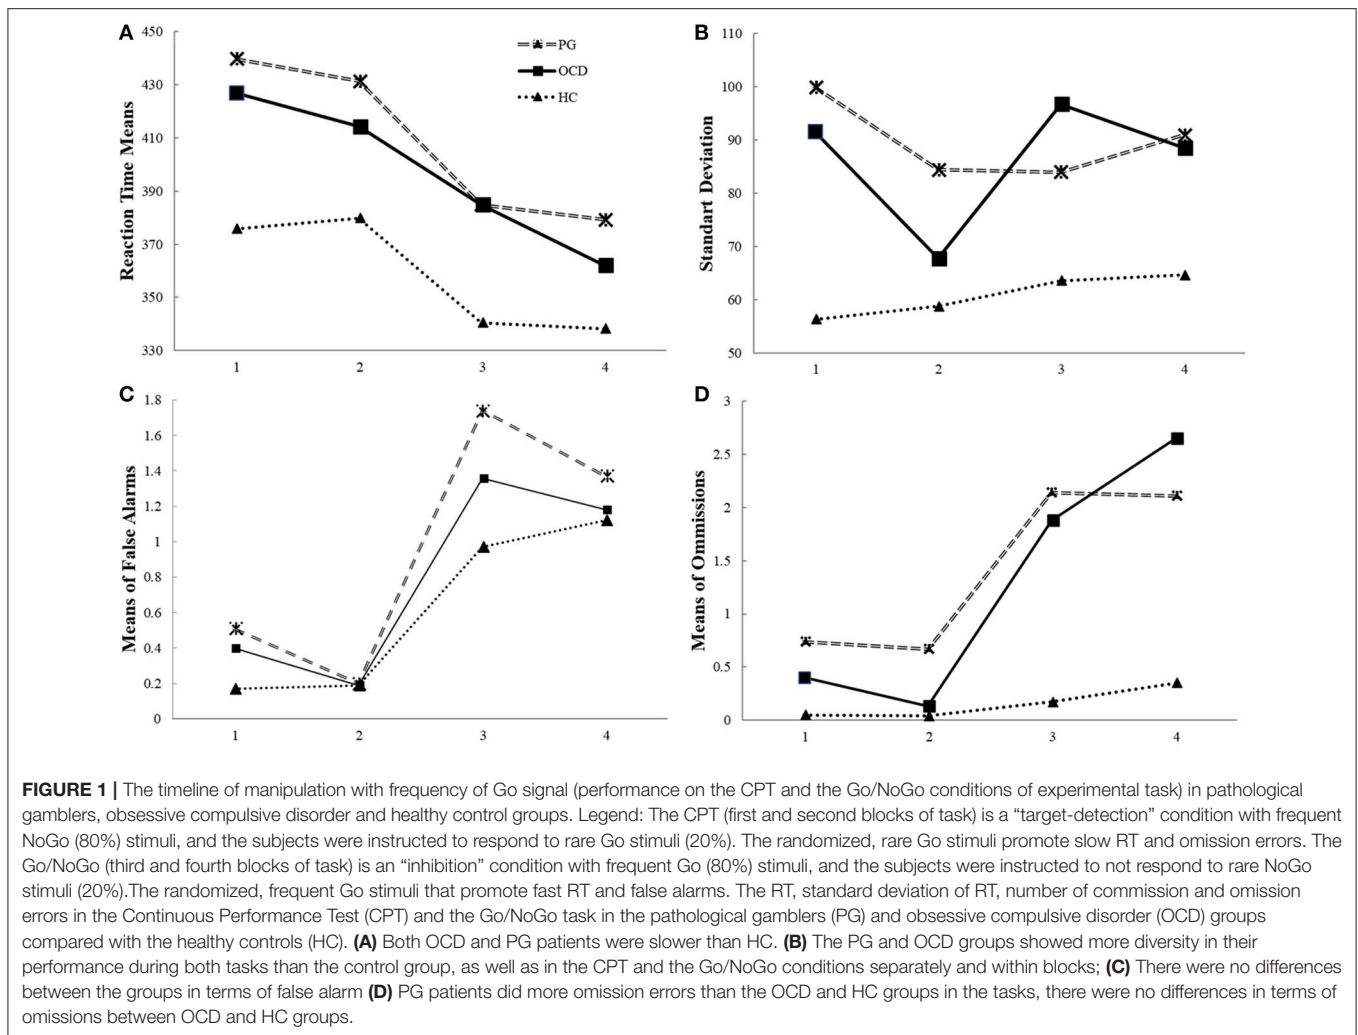 A
450
430
410
390
370
350
330
Reaction Time Means
PG
OCD
HC
1 2 3 4
B
110
100
90
80
70
60
50
Standart Deviation
1 2 3 4
C
1.8
1.6
1.4
1.2
1
0.8
0.6
0.4
0.2
0
Means of False Alarms
1 2 3 4
D
3
2.5
2
1.5
1
0.5
0
Means of Ommissions
1 2 3 4
FIGURE 1 | The timeline of manipulation with frequency of Go signal (performance on the CPT and the Go/NoGo conditions of experimental task) in pathological
gamblers, obsessive compulsive disorder and healthy control groups. Legend: The CPT (first and second blocks of task) is a “target-detection” condition with frequent
NoGo (80%) stimuli, and the subjects were instructed to respond to rare Go stimuli (20%). The randomized, rare Go stimuli promote slow RT and omission errors. The
Go/NoGo (third and fourth blocks of task) is an “inhibition” condition with frequent Go (80%) stimuli, and the subjects were instructed to not respond to rare NoGo
stimuli (20%).The randomized, frequent Go stimuli that promote fast RT and false alarms. The RT, standard deviation of RT, number of commission and omission
errors in the Continuous Performance Test (CPT) and the Go/NoGo task in the pathological gamblers (PG) and obsessive compulsive disorder (OCD) groups
compared with the healthy controls (HC). (A) Both OCD and PG patients were slower than HC. (B) The PG and OCD groups showed more diversity in their
performance during both tasks than the control group, as well as in the CPT and the Go/NoGo conditions separately and within blocks; (C) There were no differences
between the groups in terms of false alarm (D) PG patients did more omission errors than the OCD and HC groups in the tasks, there were no differences in terms of
omissions between OCD and HC groups.